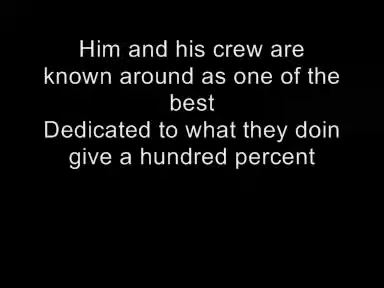 Him and his crew are
known around as one of the
best
Dedicated to what they doin
give a hundred percent